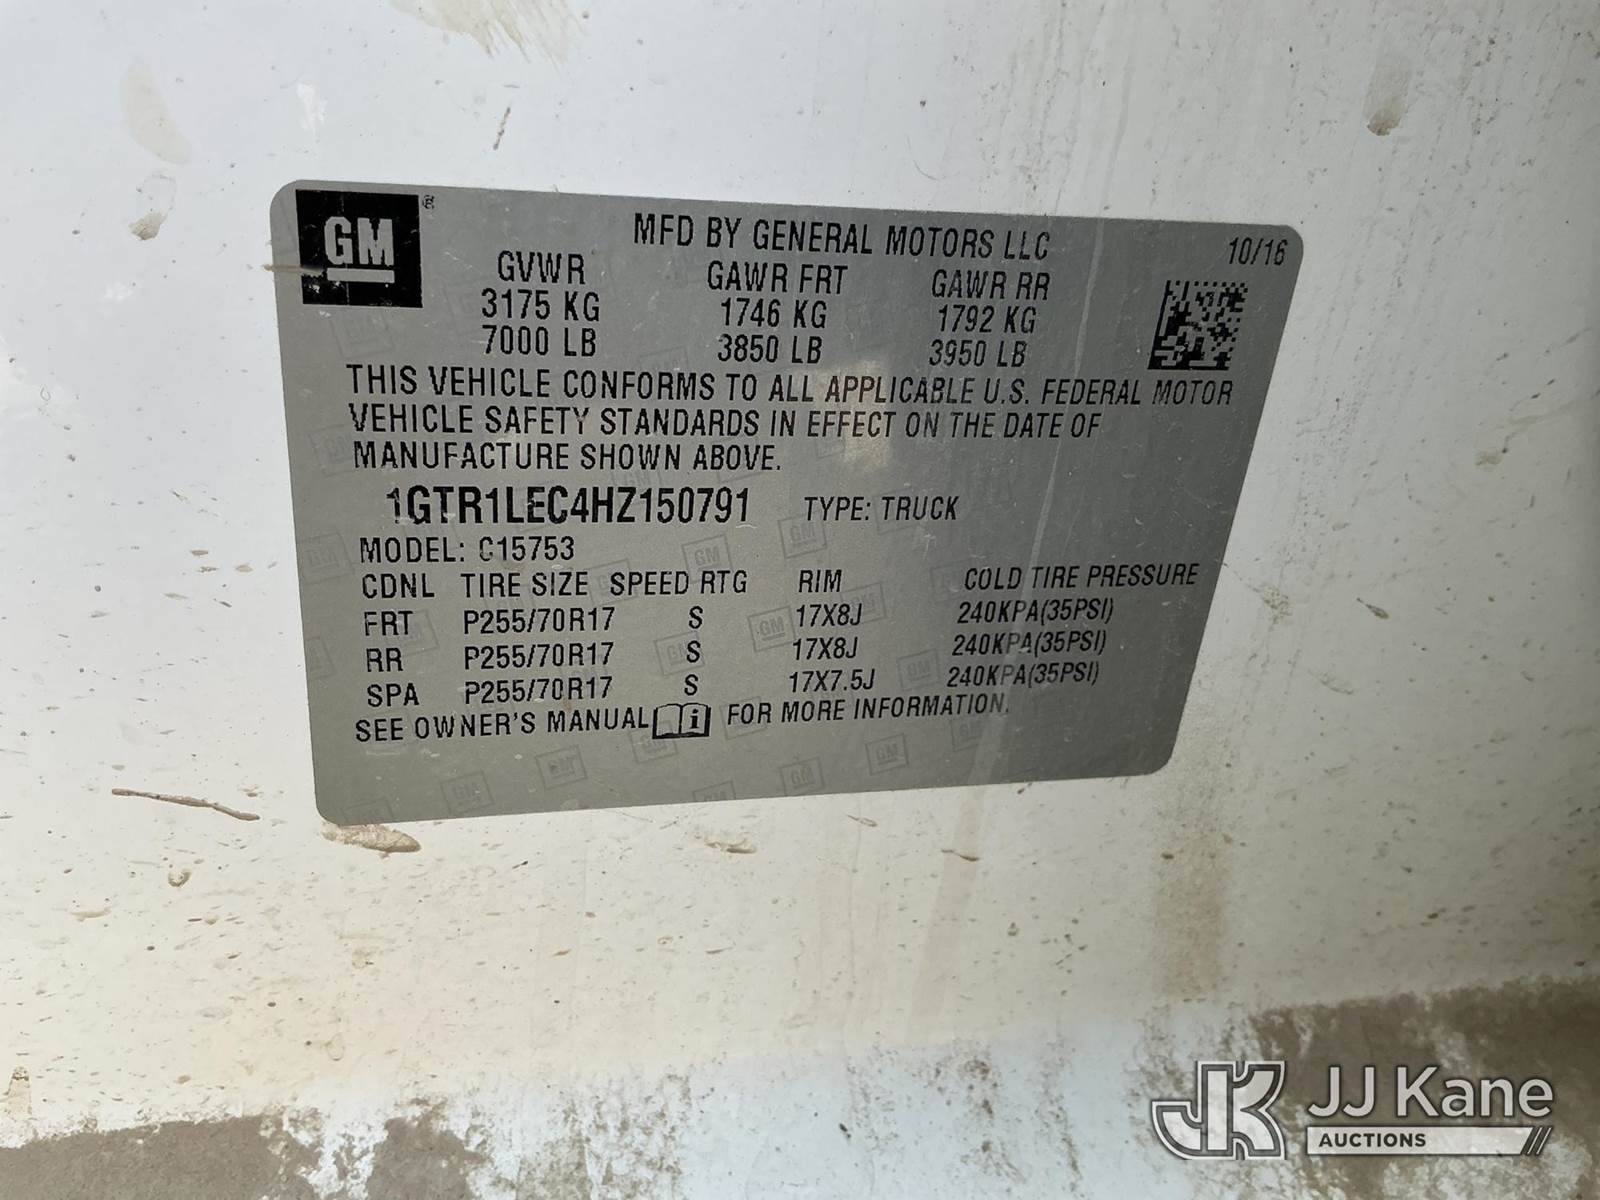 GM ®
MFD BY GENERAL MOTORS LLC 10/16
GVWR GAWR FRT GAWR RR
3175 KG 1746 KG 1792 KG
7000 LB 3850 LB 3950 LB
THIS VEHICLE CONFORMS TO ALL APPLICABLE U.S. FEDERAL MOTOR
VEHICLE SAFETY STANDARDS IN EFFECT ON THE DATE OF
MANUFACTURE SHOWN ABOVE.
1GTR1LEC4HZ150791 TYPE: TRUCK
MODEL: C15753
CDNL TIRE SIZE SPEED RTG RIM COLD TIRE PRESSURE
FRT P255/70R17 S 17X8J 240KPA(35PSI)
RR P255/70R17 S 17X8J 240KPA(35PSI)
SPA P255/70R17 S 17X7.5J 240KPA(35PSI)
SEE OWNER'S MANUAL i FOR MORE INFORMATION.
JK JJ Kane
AUCTIONS